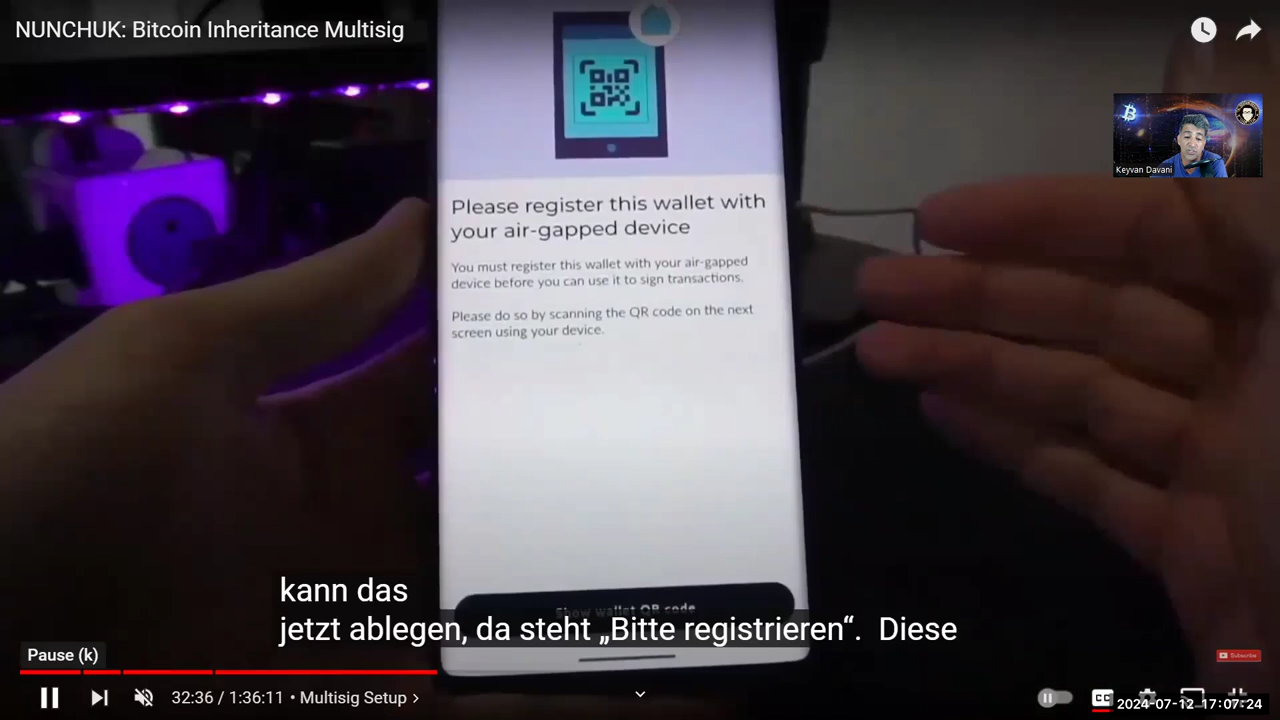 NUNCHUK: Bitcoin Inheritance Multisig
Keyvan Davani
Please register this wallet with
your air-gapped device
You must register this wallet with your air-gapped
device before you can use it to sign transactions.
Please do so by scanning the QR code on the next
screen using your device.
Show wallet QR code
kann das
jetzt ablegen, da steht „Bitte registrieren“. Diese
Pause (k)
Subscribe
32:36 / 1:36:11 • Multisig Setup ›
CC
2024-07-12 17:07:24